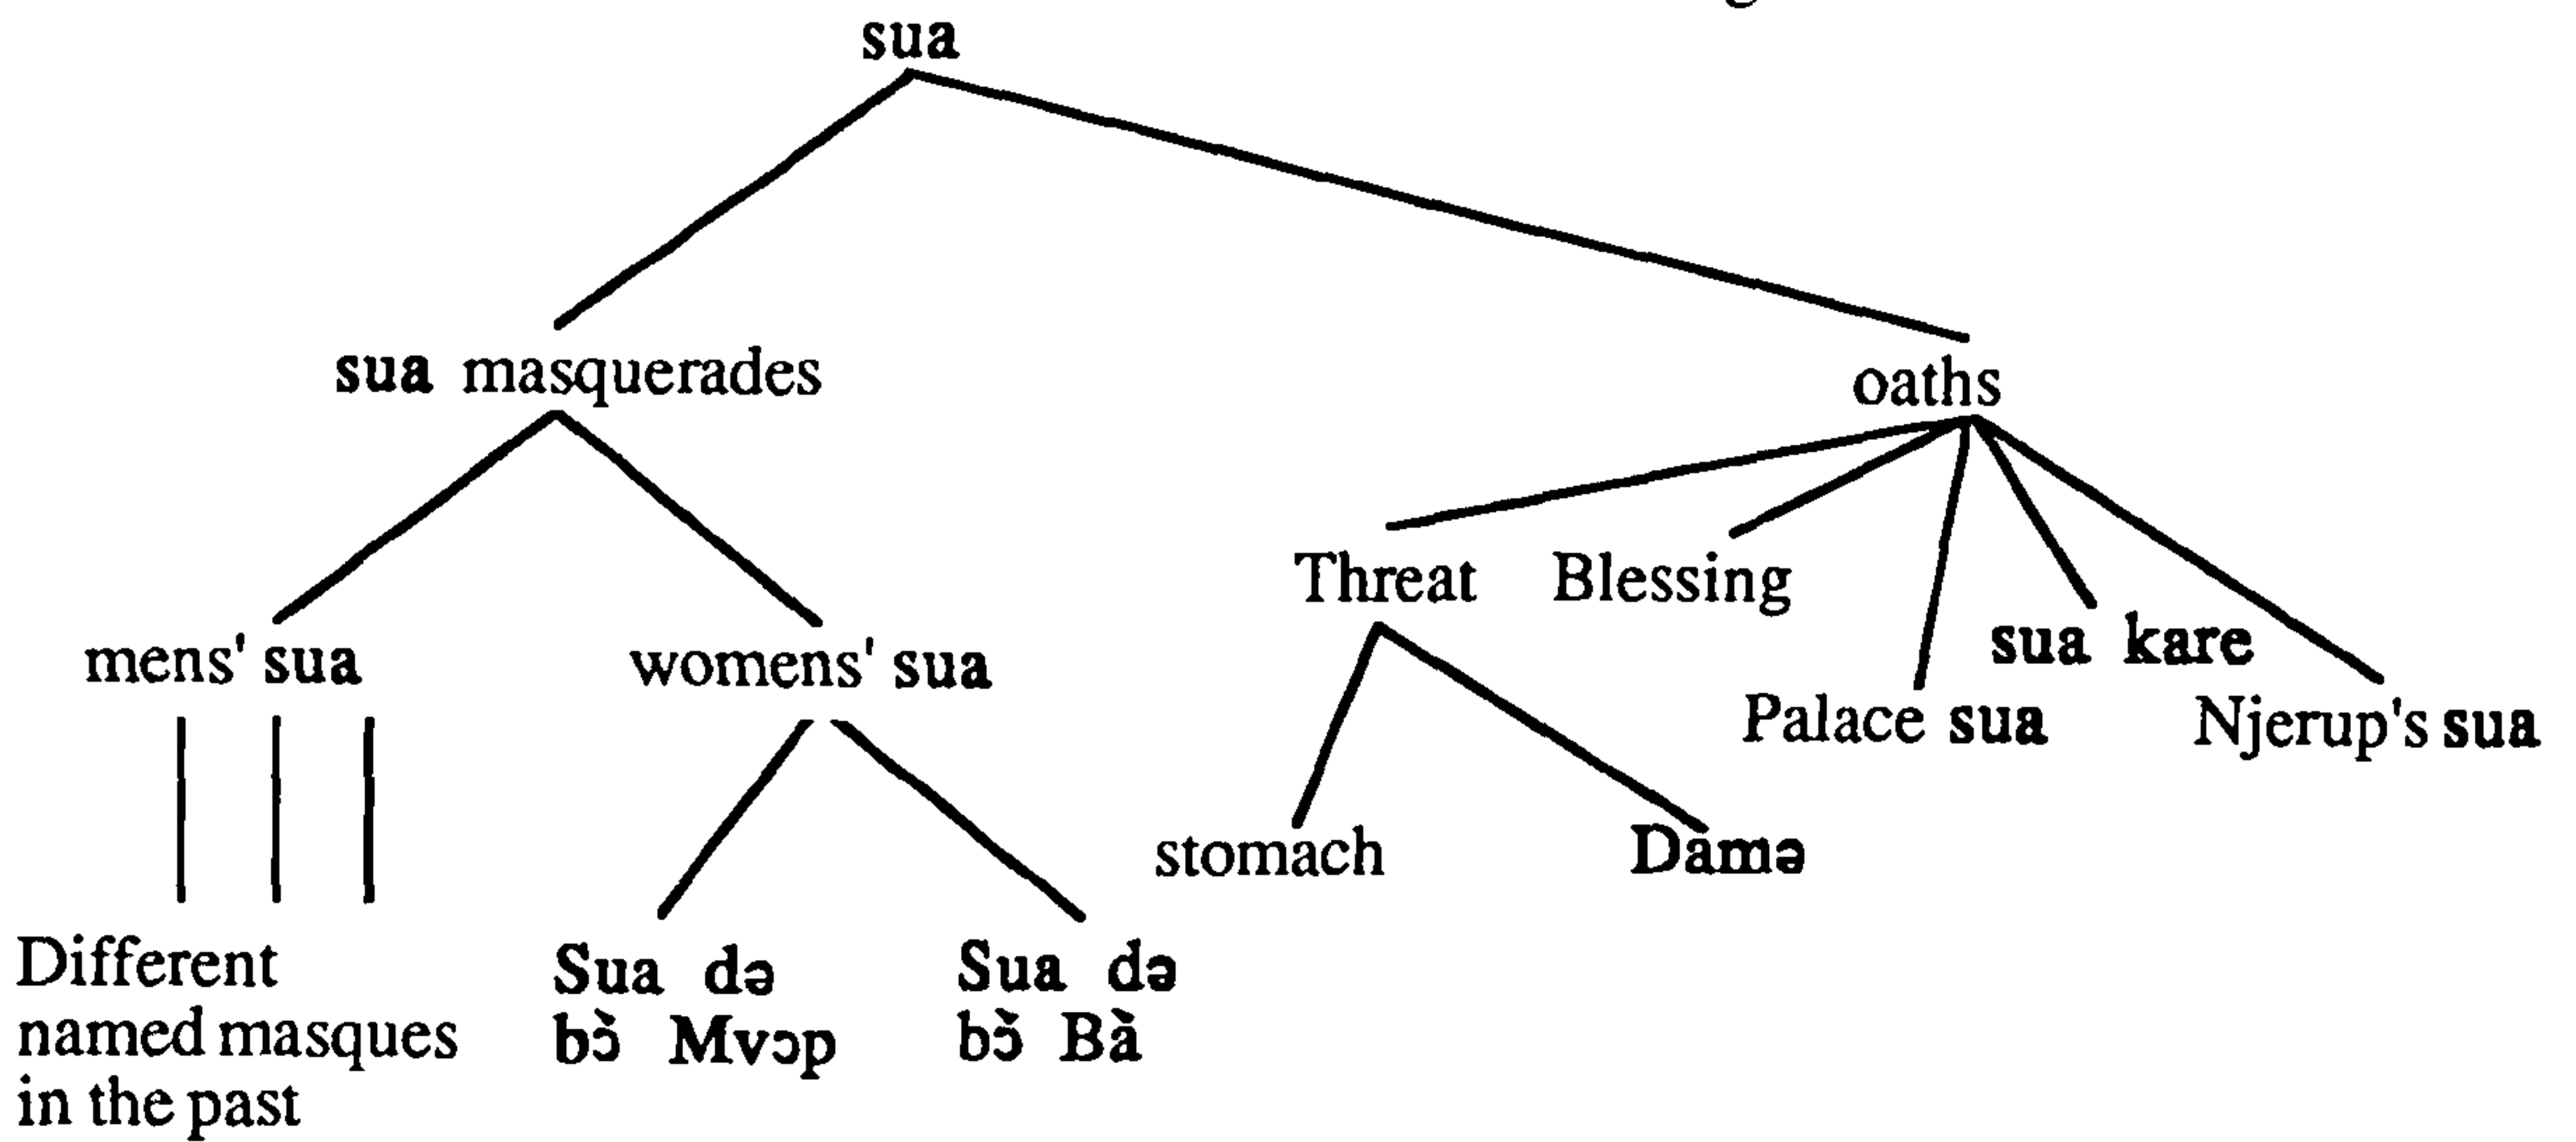 sua
sua masquerades
oaths
Threat
Blessing
sua kare
mens' sua
womens' sua
Palace sua
Njerup's sua
stomach
Dàmə
Different
named masques
in the past
Sua də
bɔ̀ Mvɔp
Sua də
bɔ̀ Bà